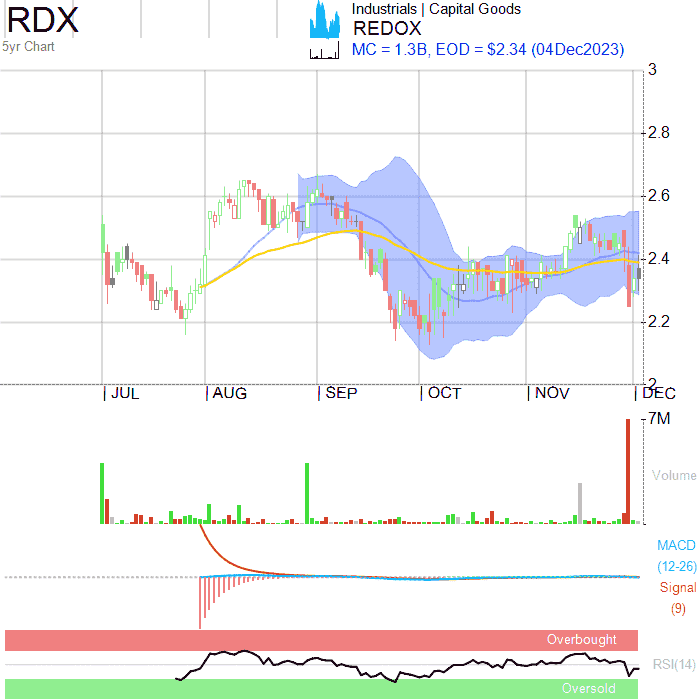 RDX
5yr Chart
Industrials | Capital Goods
REDOX
MC = 1.3B, EOD = $2.34 (04Dec2023)
3
2.8
2.6
2.4
2.2
2
JUL AUG SEP OCT NOV DEC
7M
Volume
MACD
(12-26)
Signal
(9)
Overbought
RSI(14)
Oversold